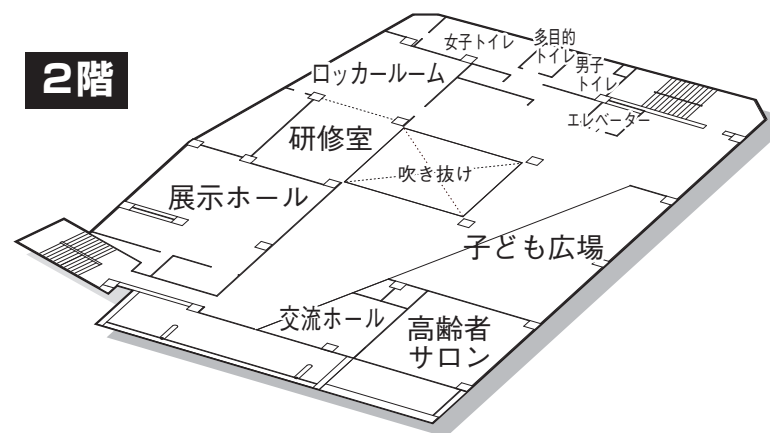 2階
女子トイレ
多目的
トイレ
男子
トイレ
ロッカールーム
エレベーター
研修室
吹き抜け
展示ホール
子ども広場
交流ホール
高齢者
サロン